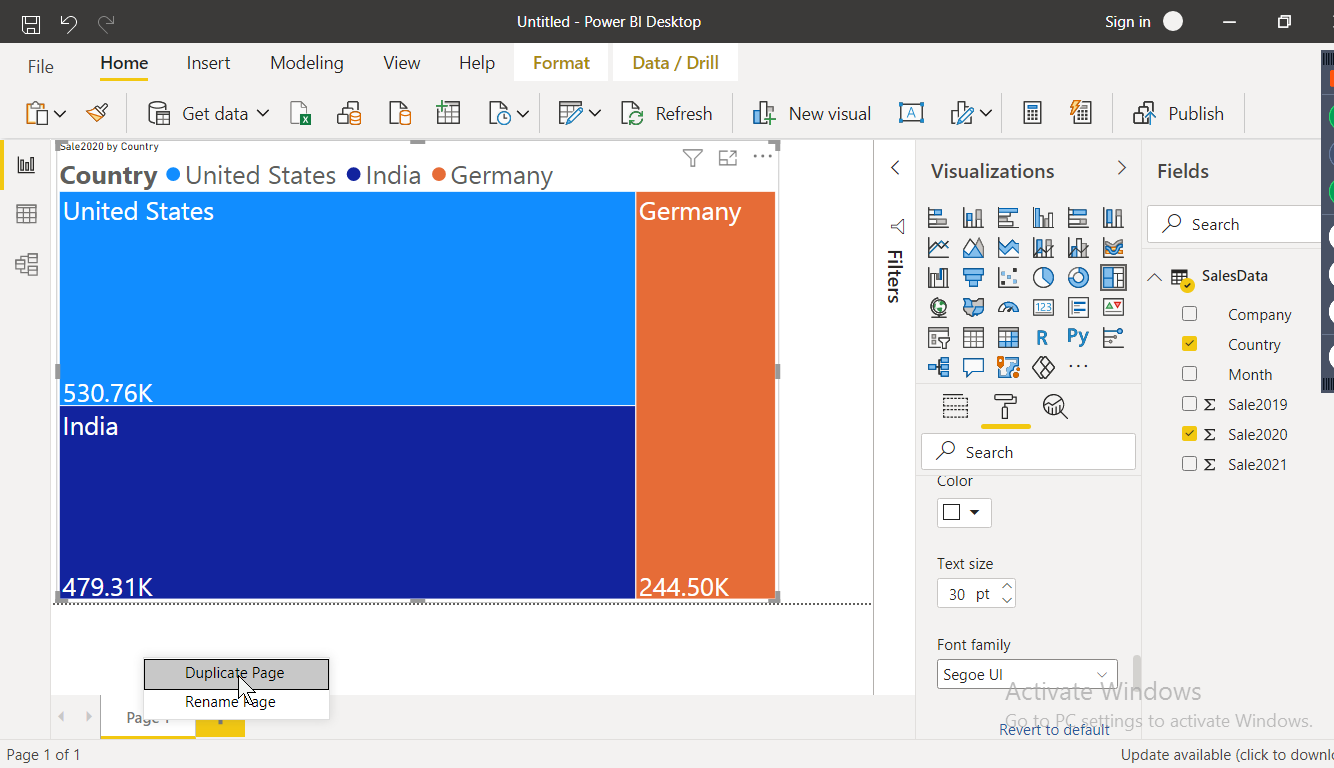 Untitled - Power BI Desktop
Sign in
File Home Insert Modeling View Help Format Data / Drill
Get data Refresh New visual Publish
Sale2020 by Country
Country United States India Germany
United States
530.76K
India
479.31K
Germany
244.50K
Filters
Visualizations
123
R Py
Search
Color
Text size
30 pt
Font family
Segoe UI
Revert to default
Fields
Search
SalesData
Company
Country
Month
Σ Sale2019
Σ Sale2020
Σ Sale2021
Duplicate Page
Rename Page
Page 1
Activate Windows
Go to PC settings to activate Windows.
Page 1 of 1
Update available (click to